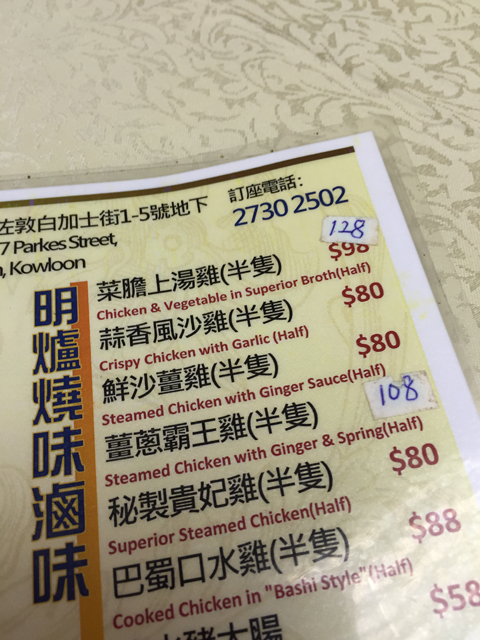 佐敦白加士街1-5號地下
7 Parkes Street,
, Kowloon
訂座電話:
2730 2502
明爐燒味滷味
128
$98
菜膽上湯雞(半隻)
Chicken & Vegetable in Superior Broth(Half)
$80
蒜香風沙雞(半隻)
Crispy Chicken with Garlic (Half)
$80
鮮沙薑雞(半隻)
Steamed Chicken with Ginger Sauce(Half)
108
薑蔥霸王雞(半隻)
Steamed Chicken with Ginger & Spring(Half)
$80
秘製貴妃雞(半隻)
Superior Steamed Chicken(Half)
$88
巴蜀口水雞(半隻)
Cooked Chicken in "Bashi Style"(Half)
$58
豬大腸